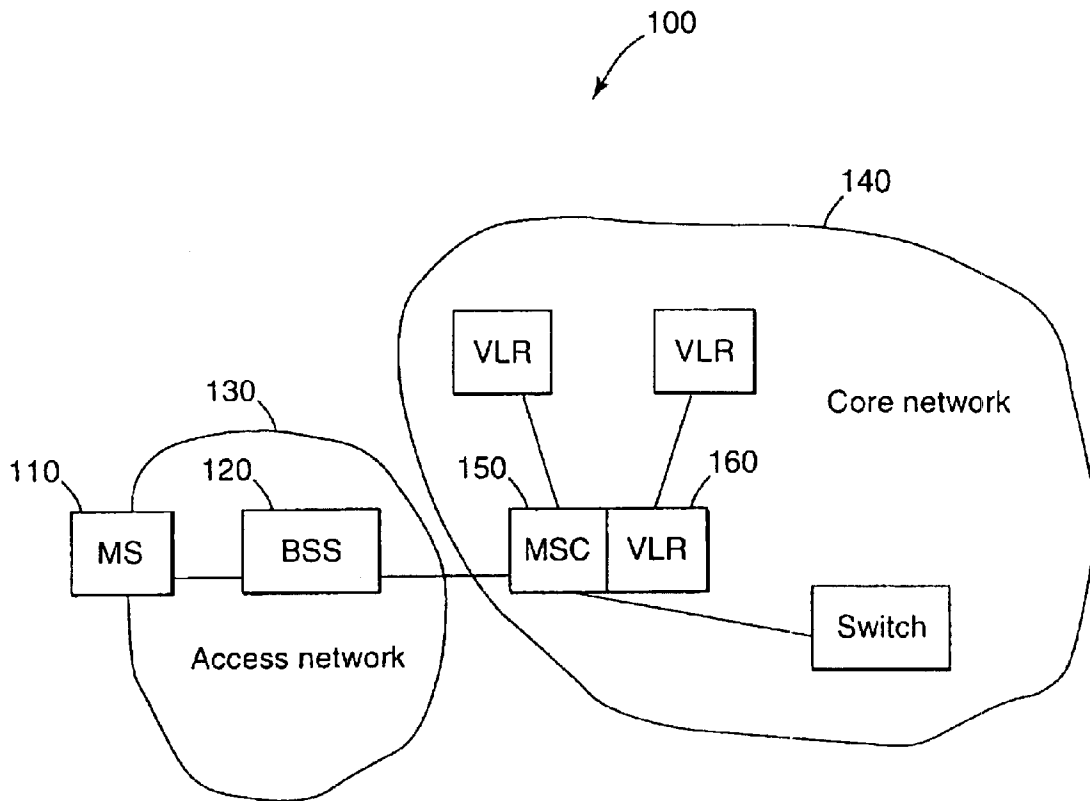 100
140
VLR
VLR
Core network
130
110
120
150
160
MS
BSS
MSC
VLR
Switch
Access network